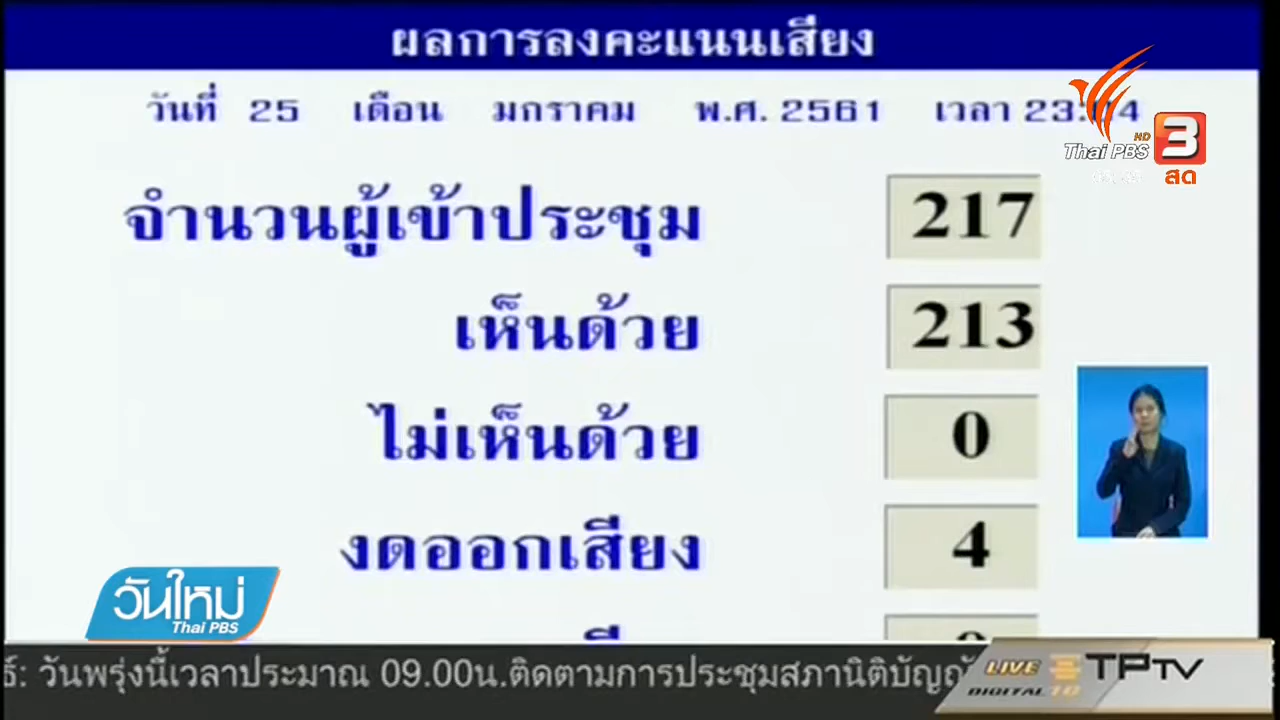 ผลการลงคะแนนเสียง
วันที่ 25 เดือน มกราคม พ.ศ. 2561 เวลา
Thai PBS HD 3
สด
จำนวนผู้เข้าประชุม 217
เห็นด้วย 213
ไม่เห็นด้วย 0
งดออกเสียง 4
วันใหม่
Thai PBS
วันพรุ่งนี้เวลาประมาณ 09.00น.ติดตามการประชุมสภานิติบัญญั
LIVE TPTV
DIGITAL 10